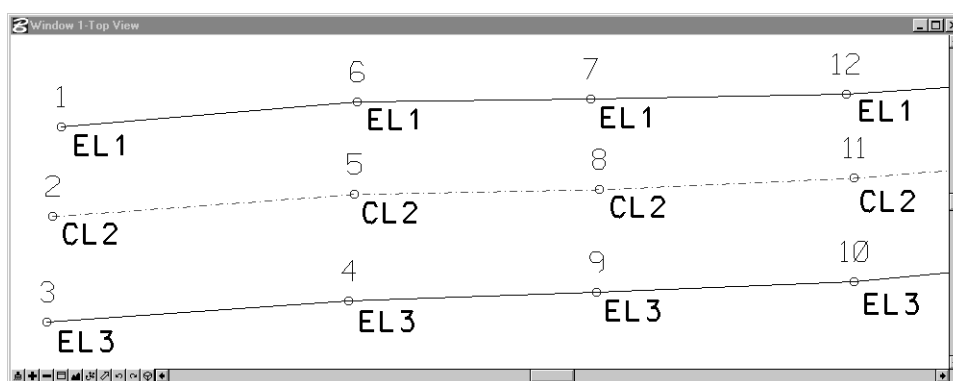 Window 1-Top View
1 6 7 12
EL1 EL1 EL1 EL1
2 5 8 11
CL2 CL2 CL2 CL2
3 4 9 10
EL3 EL3 EL3 EL3